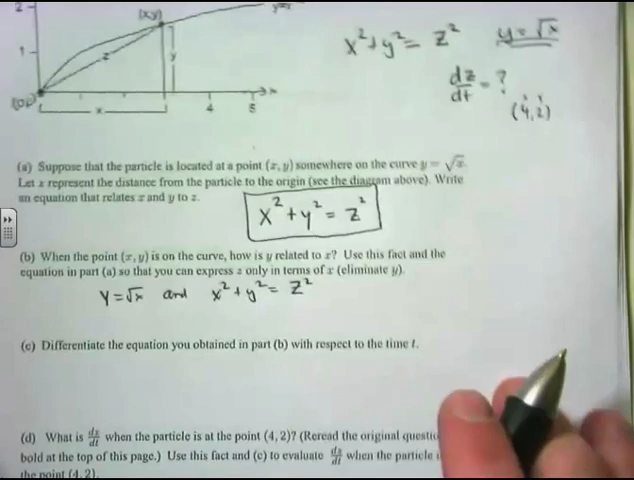 2
(x,y)
y=√x
x² + y² = z²
y = √x
1
z
y
dz/dt = ?
(4,2)
(0,0)
x
4
5
x
(a) Suppose that the particle is located at a point (x, y) somewhere on the curve y = √x.
Let z represent the distance from the particle to the origin (see the diagram above). Write
an equation that relates x and y to z.
x² + y² = z²
(b) When the point (x, y) is on the curve, how is y related to x? Use this fact and the
equation in part (a) so that you can express z only in terms of x (eliminate y).
y = √x and x² + y² = z²
(c) Differentiate the equation you obtained in part (b) with respect to the time t.
(d) What is dx/dt when the particle is at the point (4, 2)? (Reread the original
bold at the top of this page.) Use this fact and (c) to evaluate dz/dt when the particle
the point (4, 2).